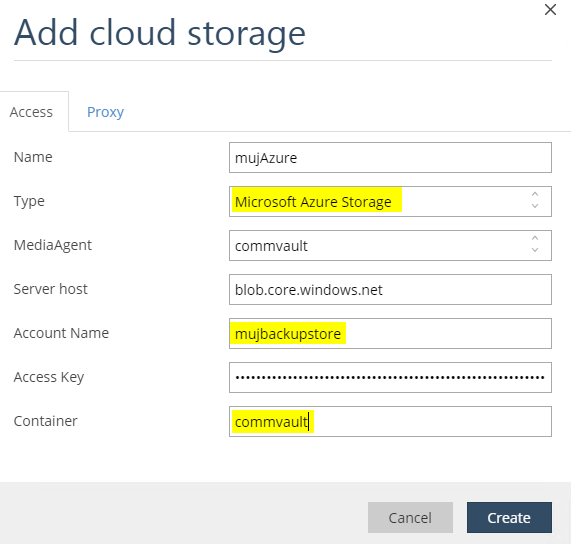 Add cloud storage
Access Proxy
Name mujAzure
Type Microsoft Azure Storage
MediaAgent commvault
Server host blob.core.windows.net
Account Name mujbackupstore
Access Key
Container commvault
Cancel Create